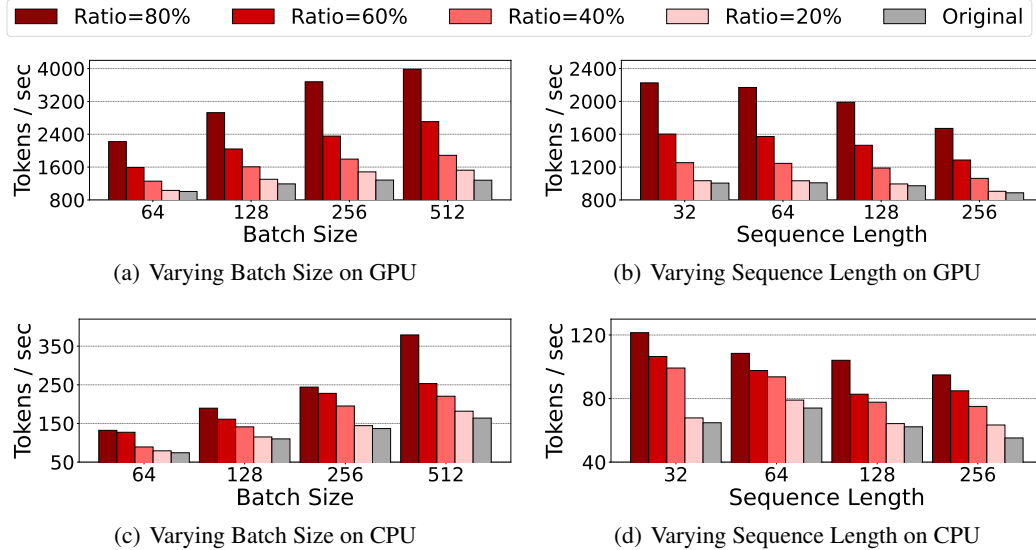 Ratio=80% Ratio=60% Ratio=40% Ratio=20% Original
Tokens / sec
4000
3200
2400
1600
800
64 128 256 512
Batch Size
(a) Varying Batch Size on GPU
Tokens / sec
2400
2000
1600
1200
800
32 64 128 256
Sequence Length
(b) Varying Sequence Length on GPU
Tokens / sec
350
250
150
50
64 128 256 512
Batch Size
(c) Varying Batch Size on CPU
Tokens / sec
120
80
40
32 64 128 256
Sequence Length
(d) Varying Sequence Length on CPU